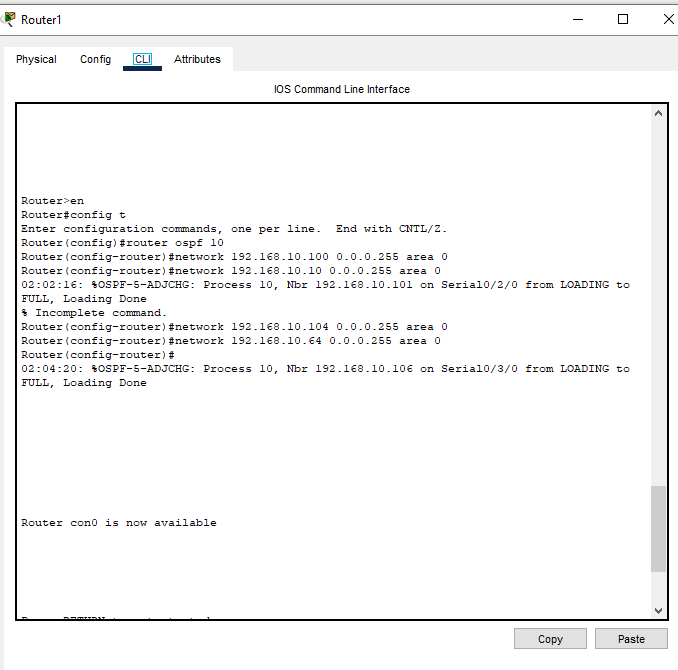 Router1
Physical Config CLI Attributes
IOS Command Line Interface
Router>en
Router#config t
Enter configuration commands, one per line.  End with CNTL/Z.
Router(config)#router ospf 10
Router(config-router)#network 192.168.10.100 0.0.0.255 area 0
Router(config-router)#network 192.168.10.10 0.0.0.255 area 0
02:02:16: %OSPF-5-ADJCHG: Process 10, Nbr 192.168.10.101 on Serial0/2/0 from LOADING to
FULL, Loading Done
% Incomplete command.
Router(config-router)#network 192.168.10.104 0.0.0.255 area 0
Router(config-router)#network 192.168.10.64 0.0.0.255 area 0
Router(config-router)#
02:04:20: %OSPF-5-ADJCHG: Process 10, Nbr 192.168.10.106 on Serial0/3/0 from LOADING to
FULL, Loading Done
Router con0 is now available
Copy Paste